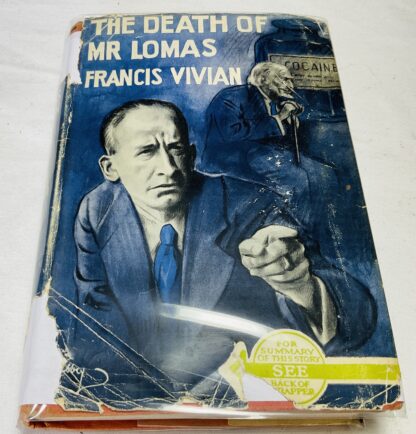 THE DEATH OF
MR LOMAS
FRANCIS VIVIAN
COCAINE
FOR
SUMMARY
OF THIS STORY
SEE
BACK OF
WRAPPER